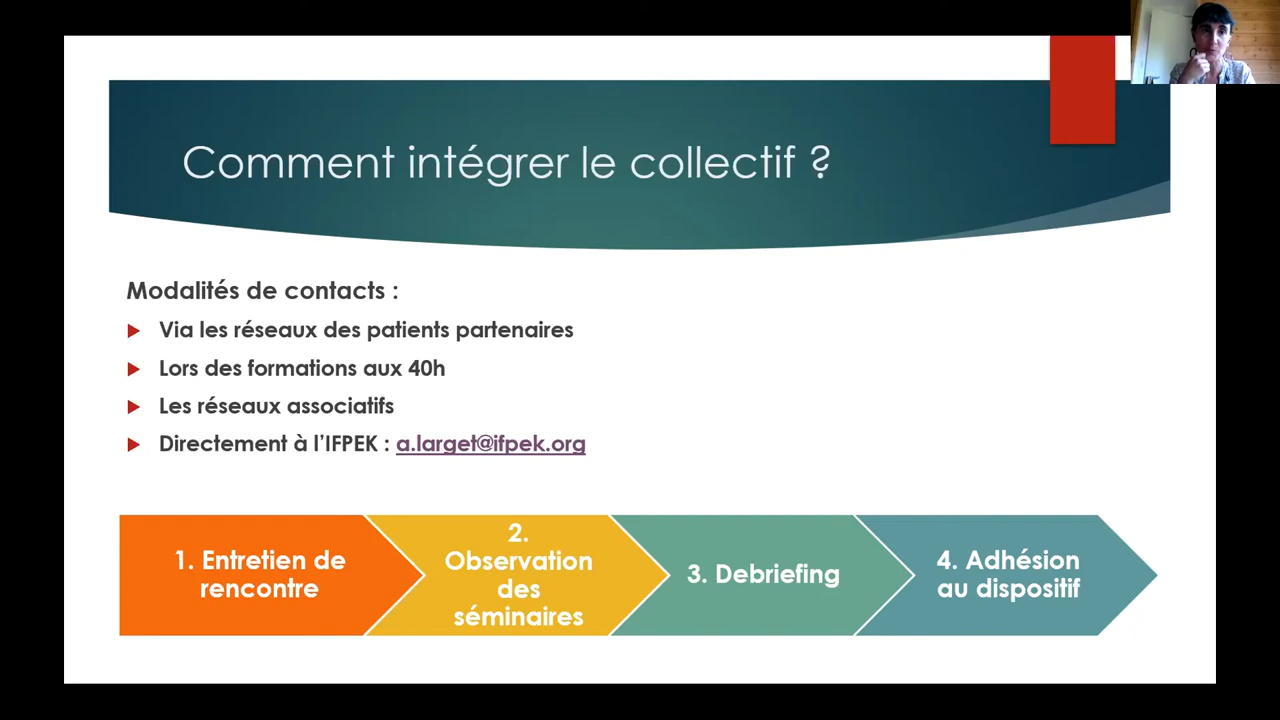 Comment intégrer le collectif ?
Modalités de contacts :
Via les réseaux des patients partenaires
Lors des formations aux 40h
Les réseaux associatifs
Directement à l’IFPEK : a.larget@ifpek.org
1. Entretien de
rencontre
2.
Observation
des
séminaires
3. Debriefing
4. Adhésion
au dispositif